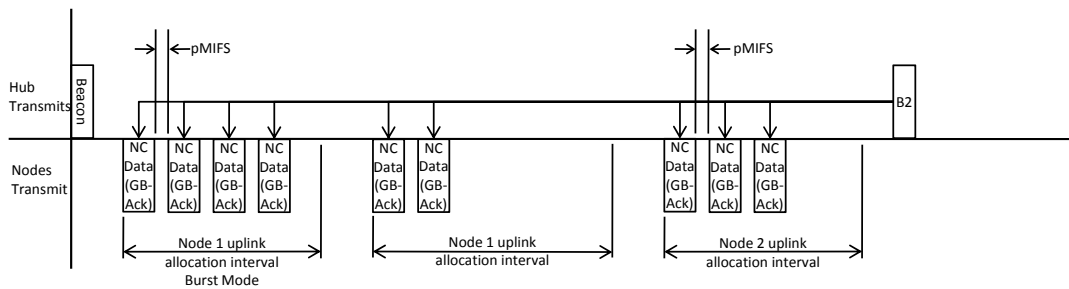 pMIFS
pMIFS
Hub
Transmits
Beacon
B2
Nodes
Transmit
NC
Data
(GB-
Ack)
NC
Data
(GB-
Ack)
NC
Data
(GB-
Ack)
NC
Data
(GB-
Ack)
NC
Data
(GB-
Ack)
NC
Data
(GB-
Ack)
NC
Data
(GB-
Ack)
NC
Data
(GB-
Ack)
NC
Data
(GB-
Ack)
Node 1 uplink
allocation interval
Burst Mode
Node 1 uplink
allocation interval
Node 2 uplink
allocation interval